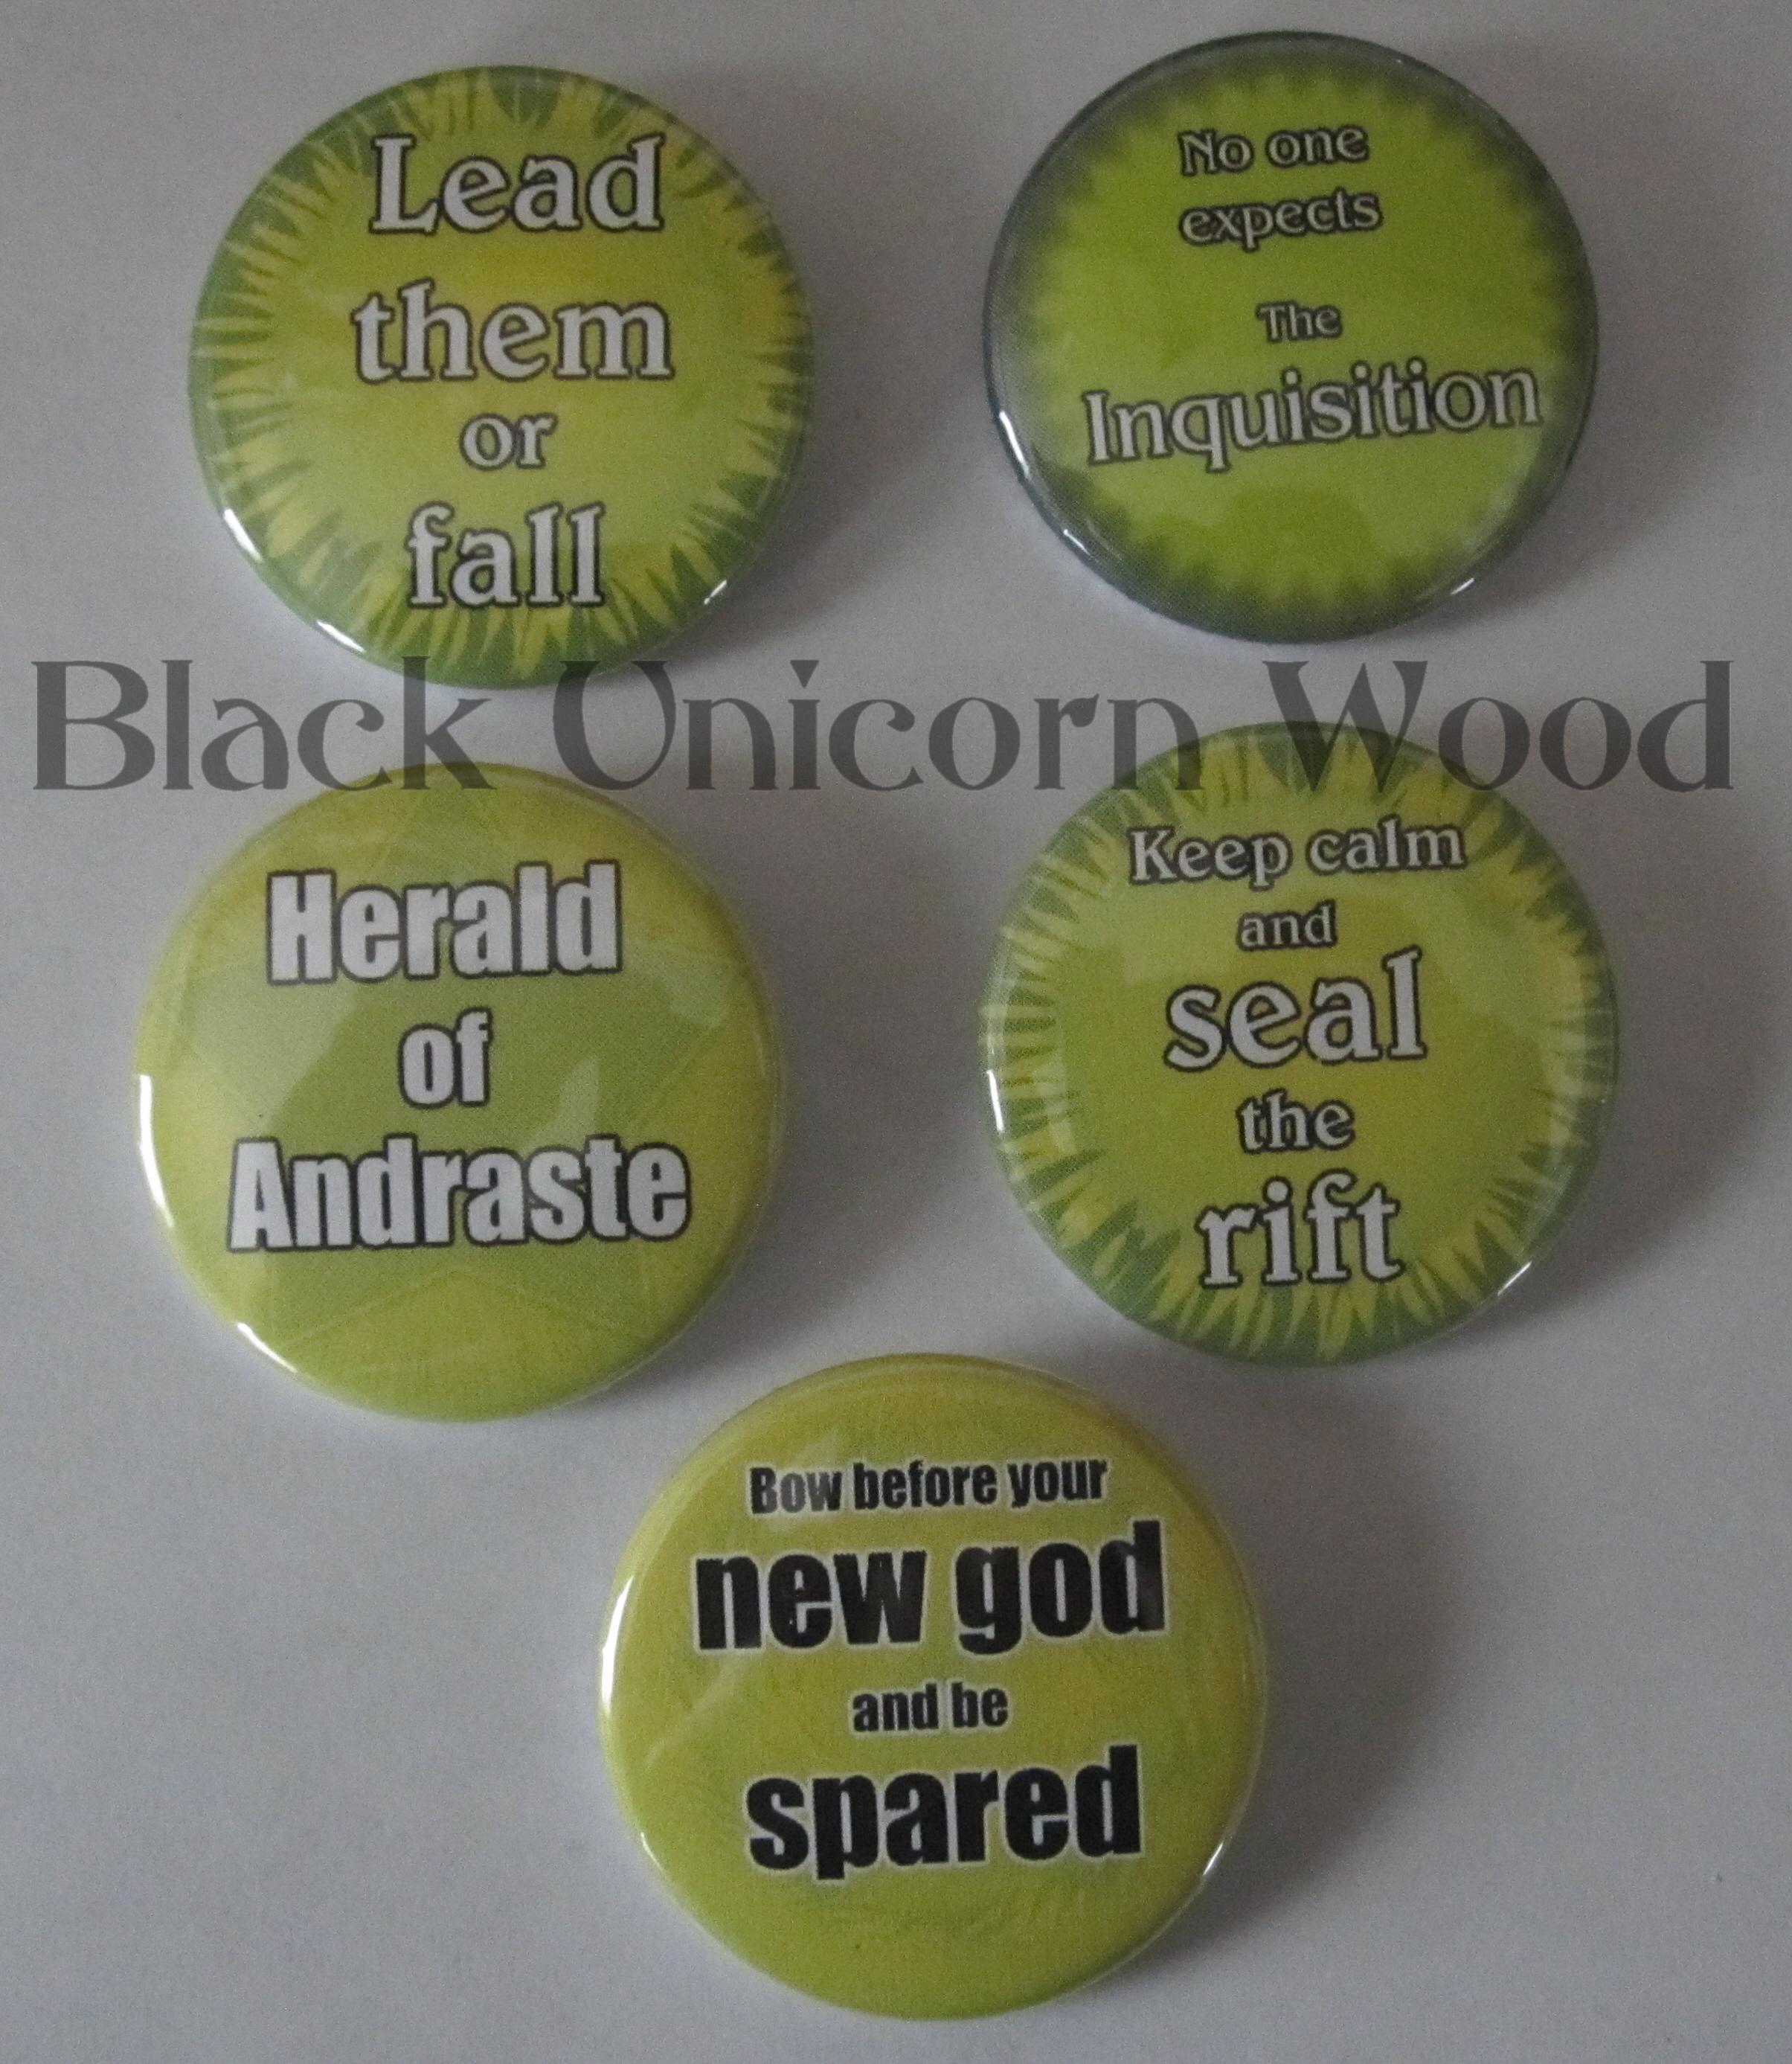 Lead
them
or
fall
No one
expects
The
Inquisition
Black Unicorn Wood
Herald
of
Andraste
Keep calm
and
seal
the
rift
Bow before your
new god
and be
spared